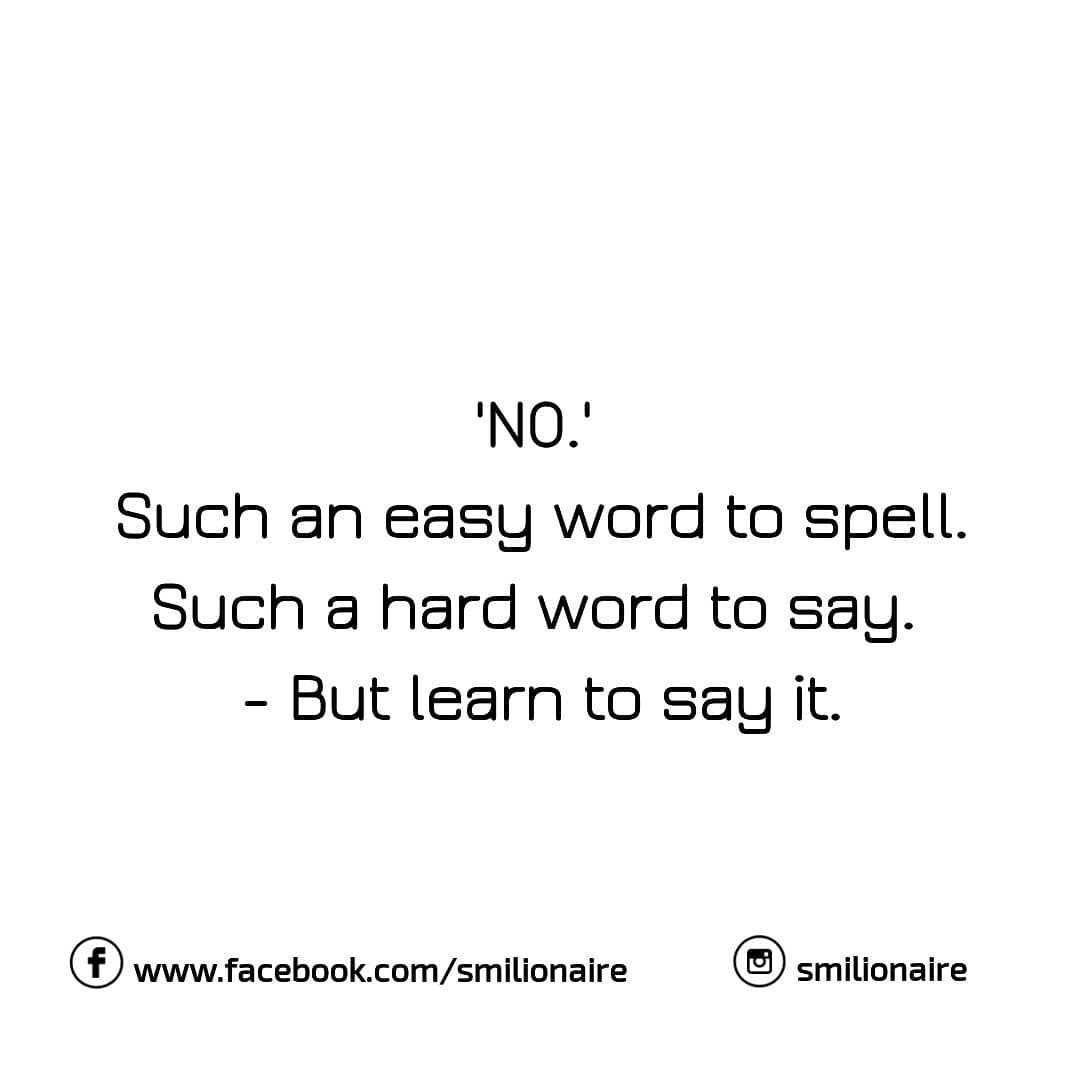 'NO.'
Such an easy word to spell.
Such a hard word to say.
- But learn to say it.
www.facebook.com/smilionaire
smilionaire